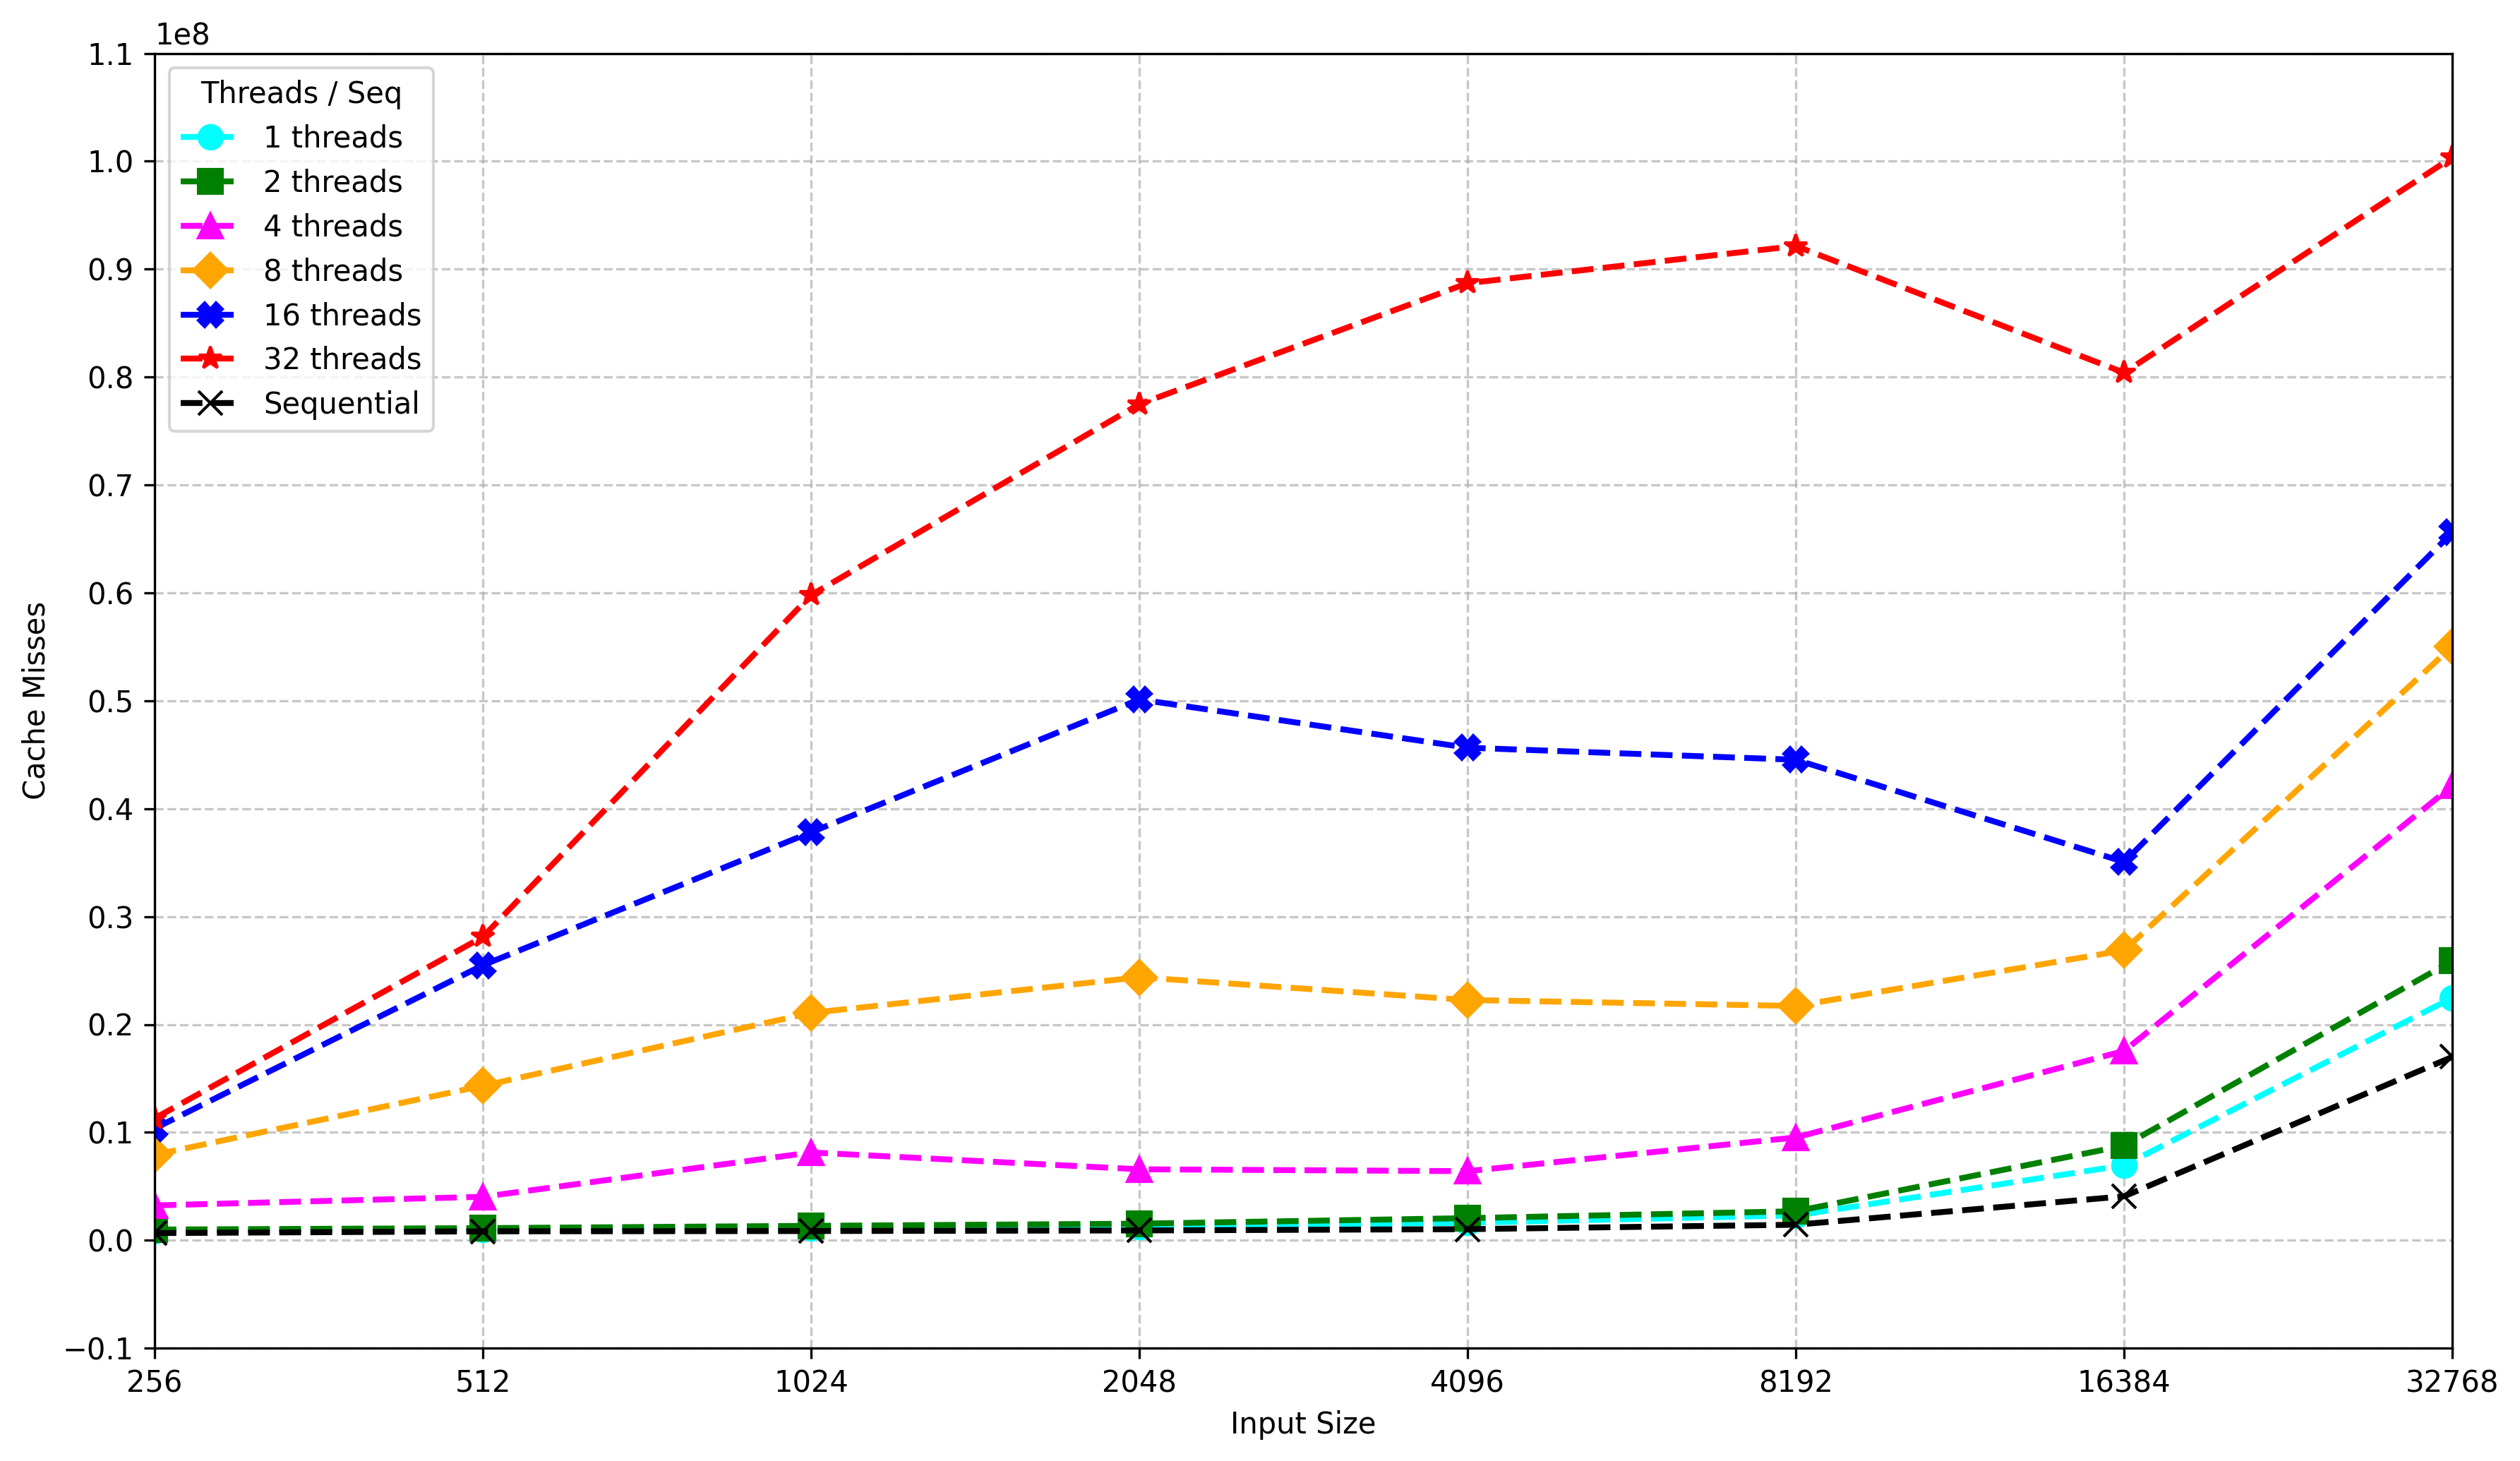 1e8
1.1
1.0
0.9
0.8
0.7
0.6
0.5
0.4
0.3
0.2
0.1
0.0
−0.1
Cache Misses
Threads / Seq
1 threads
2 threads
4 threads
8 threads
16 threads
32 threads
Sequential
256 512 1024 2048 4096 8192 16384 32768
Input Size